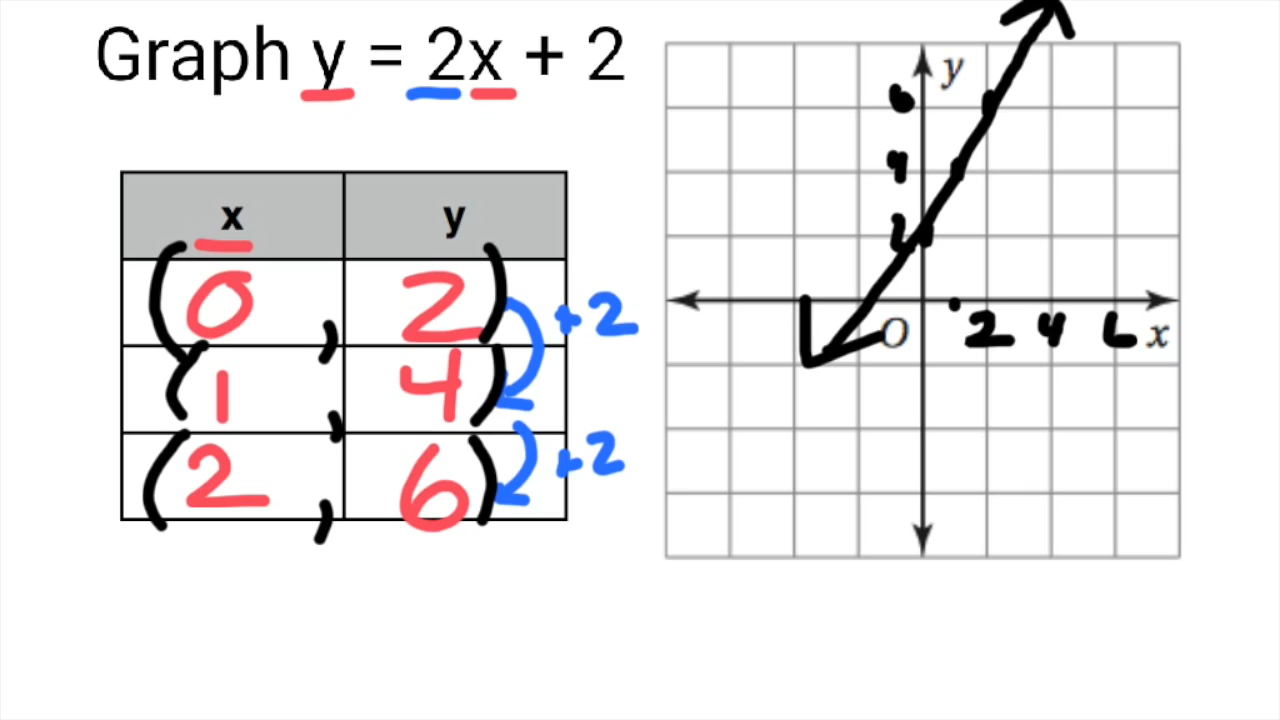 Graph y = 2x + 2
x y
(0, 2)
+2
(1, 4)
+2
(2, 6)
y
6
4
2
O 2 4 6 x